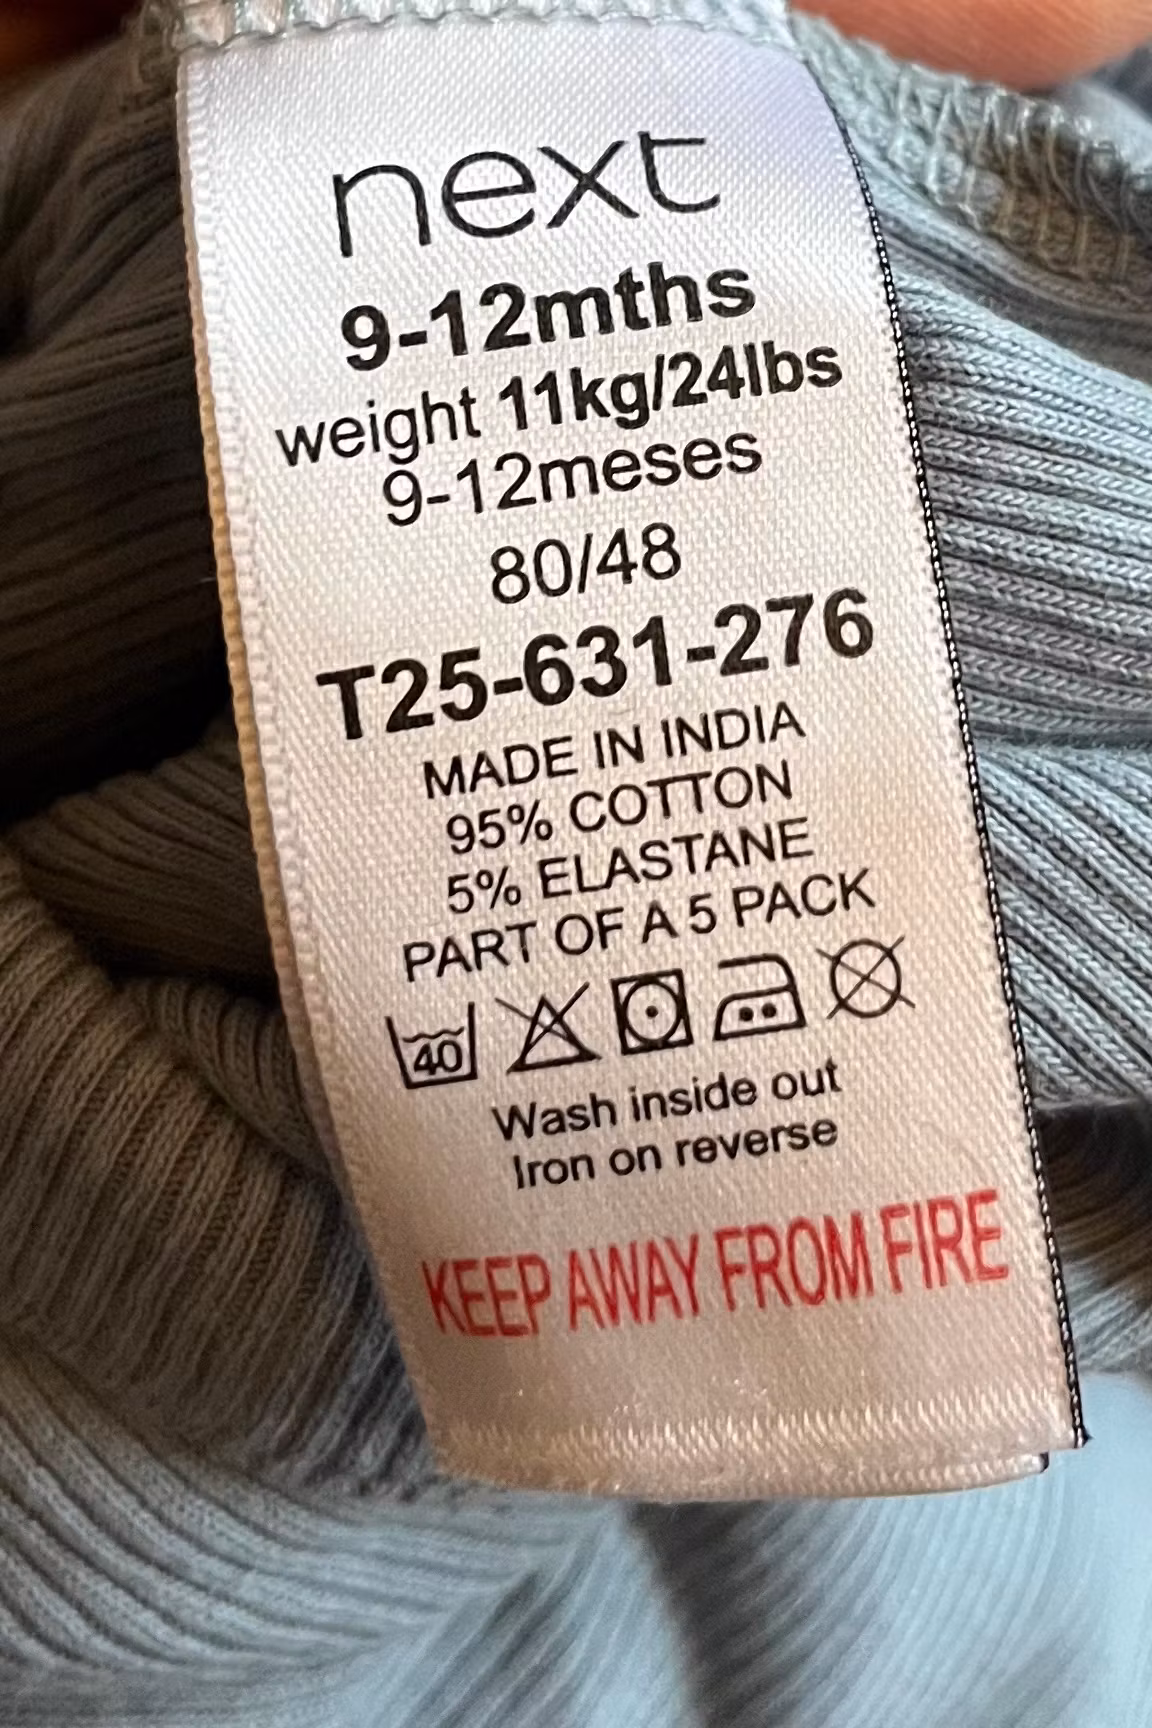 next
9-12mths
weight 11kg/24lbs
9-12meses
80/48
T25-631-276
MADE IN INDIA
95% COTTON
5% ELASTANE
PART OF A 5 PACK
40
Wash inside out
Iron on reverse
KEEP AWAY FROM FIRE